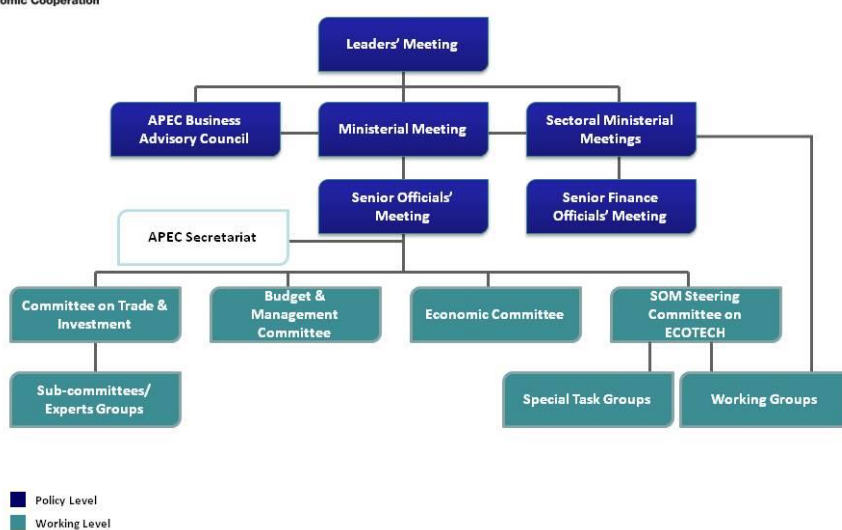 Economic Cooperation
Leaders' Meeting
APEC Business
Advisory Council
Ministerial Meeting
Sectoral Ministerial
Meetings
Senior Officials'
Meeting
Senior Finance
Officials' Meeting
APEC Secretariat
Committee on Trade &
Investment
Budget &
Management
Committee
Economic Committee
SOM Steering
Committee on
ECOTECH
Sub-committees/
Experts Groups
Special Task Groups
Working Groups
Policy Level
Working Level